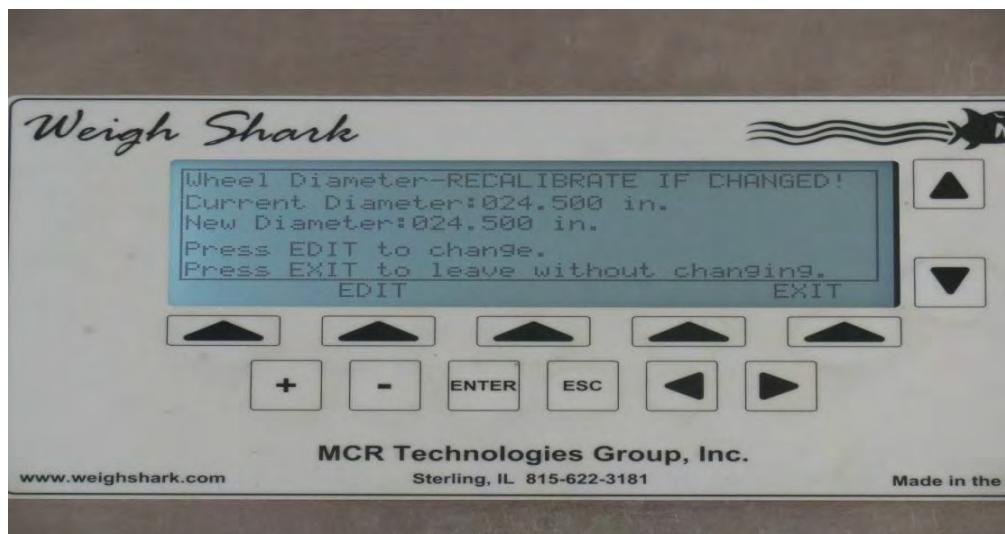 Weigh Shark
Wheel Diameter-RECALIBRATE IF CHANGED!
Current Diameter:024.500 in.
New Diameter:024.500 in.
Press EDIT to change.
Press EXIT to leave without changing.
EDIT EXIT
+ - ENTER ESC
MCR Technologies Group, Inc.
www.weighshark.com Sterling, IL 815-622-3181 Made in the